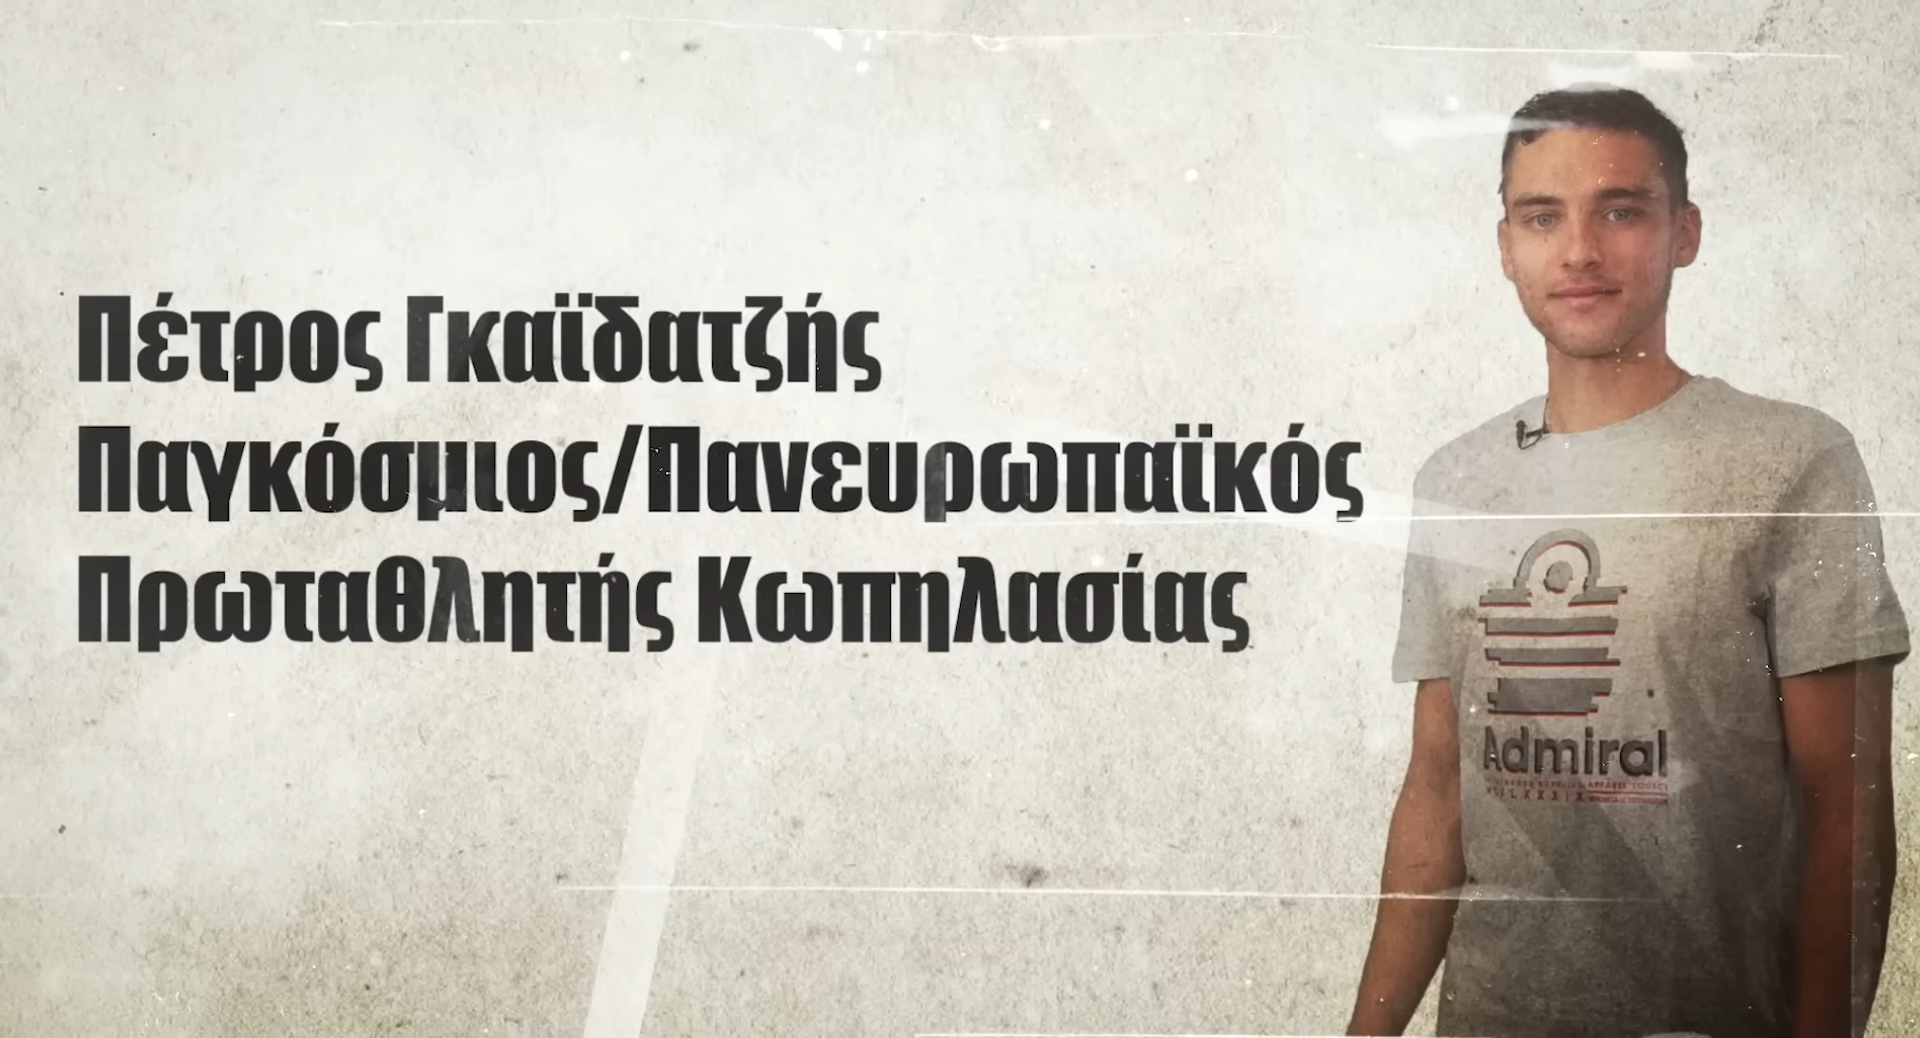 Πέτρος Γκαϊδατζής
Παγκόσμιος/Πανευρωπαϊκός
Πρωταθλητής Κωπηλασίας
Admiral